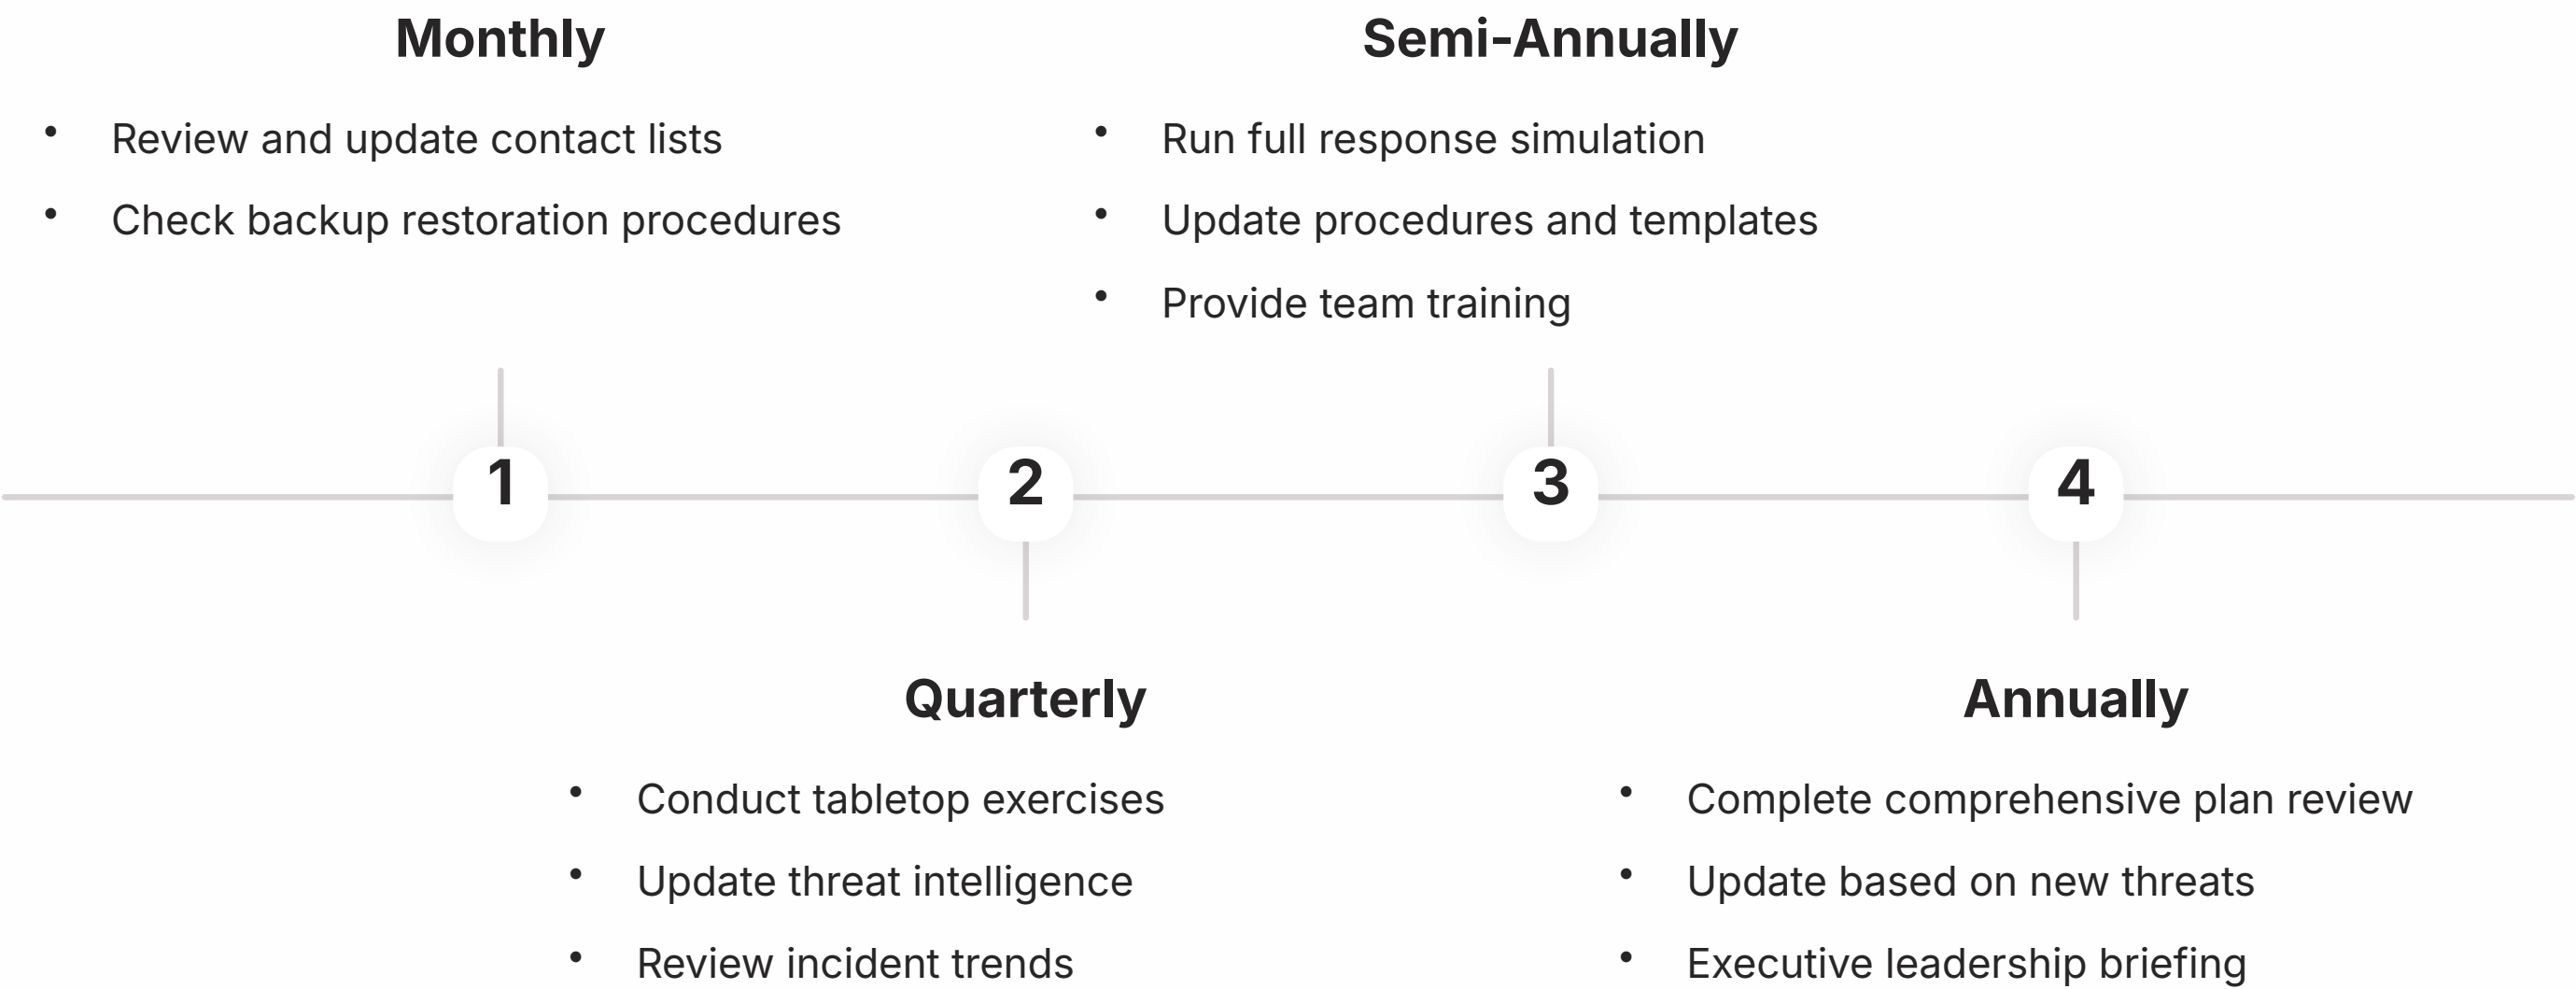 Monthly
• Review and update contact lists
• Check backup restoration procedures
Semi-Annually
• Run full response simulation
• Update procedures and templates
• Provide team training
1
2
3
4
Quarterly
• Conduct tabletop exercises
• Update threat intelligence
• Review incident trends
Annually
• Complete comprehensive plan review
• Update based on new threats
• Executive leadership briefing